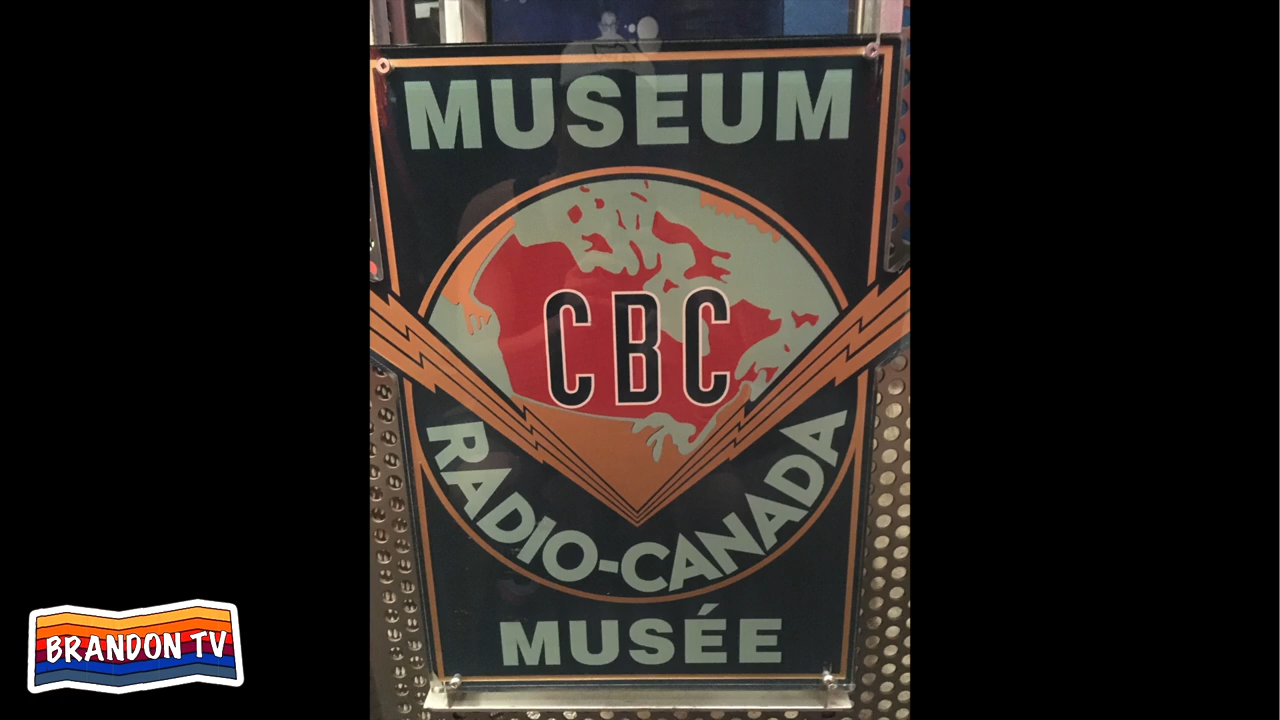 MUSEUM
CBC
RADIO-CANADA
MUSÉE
BRANDON TV